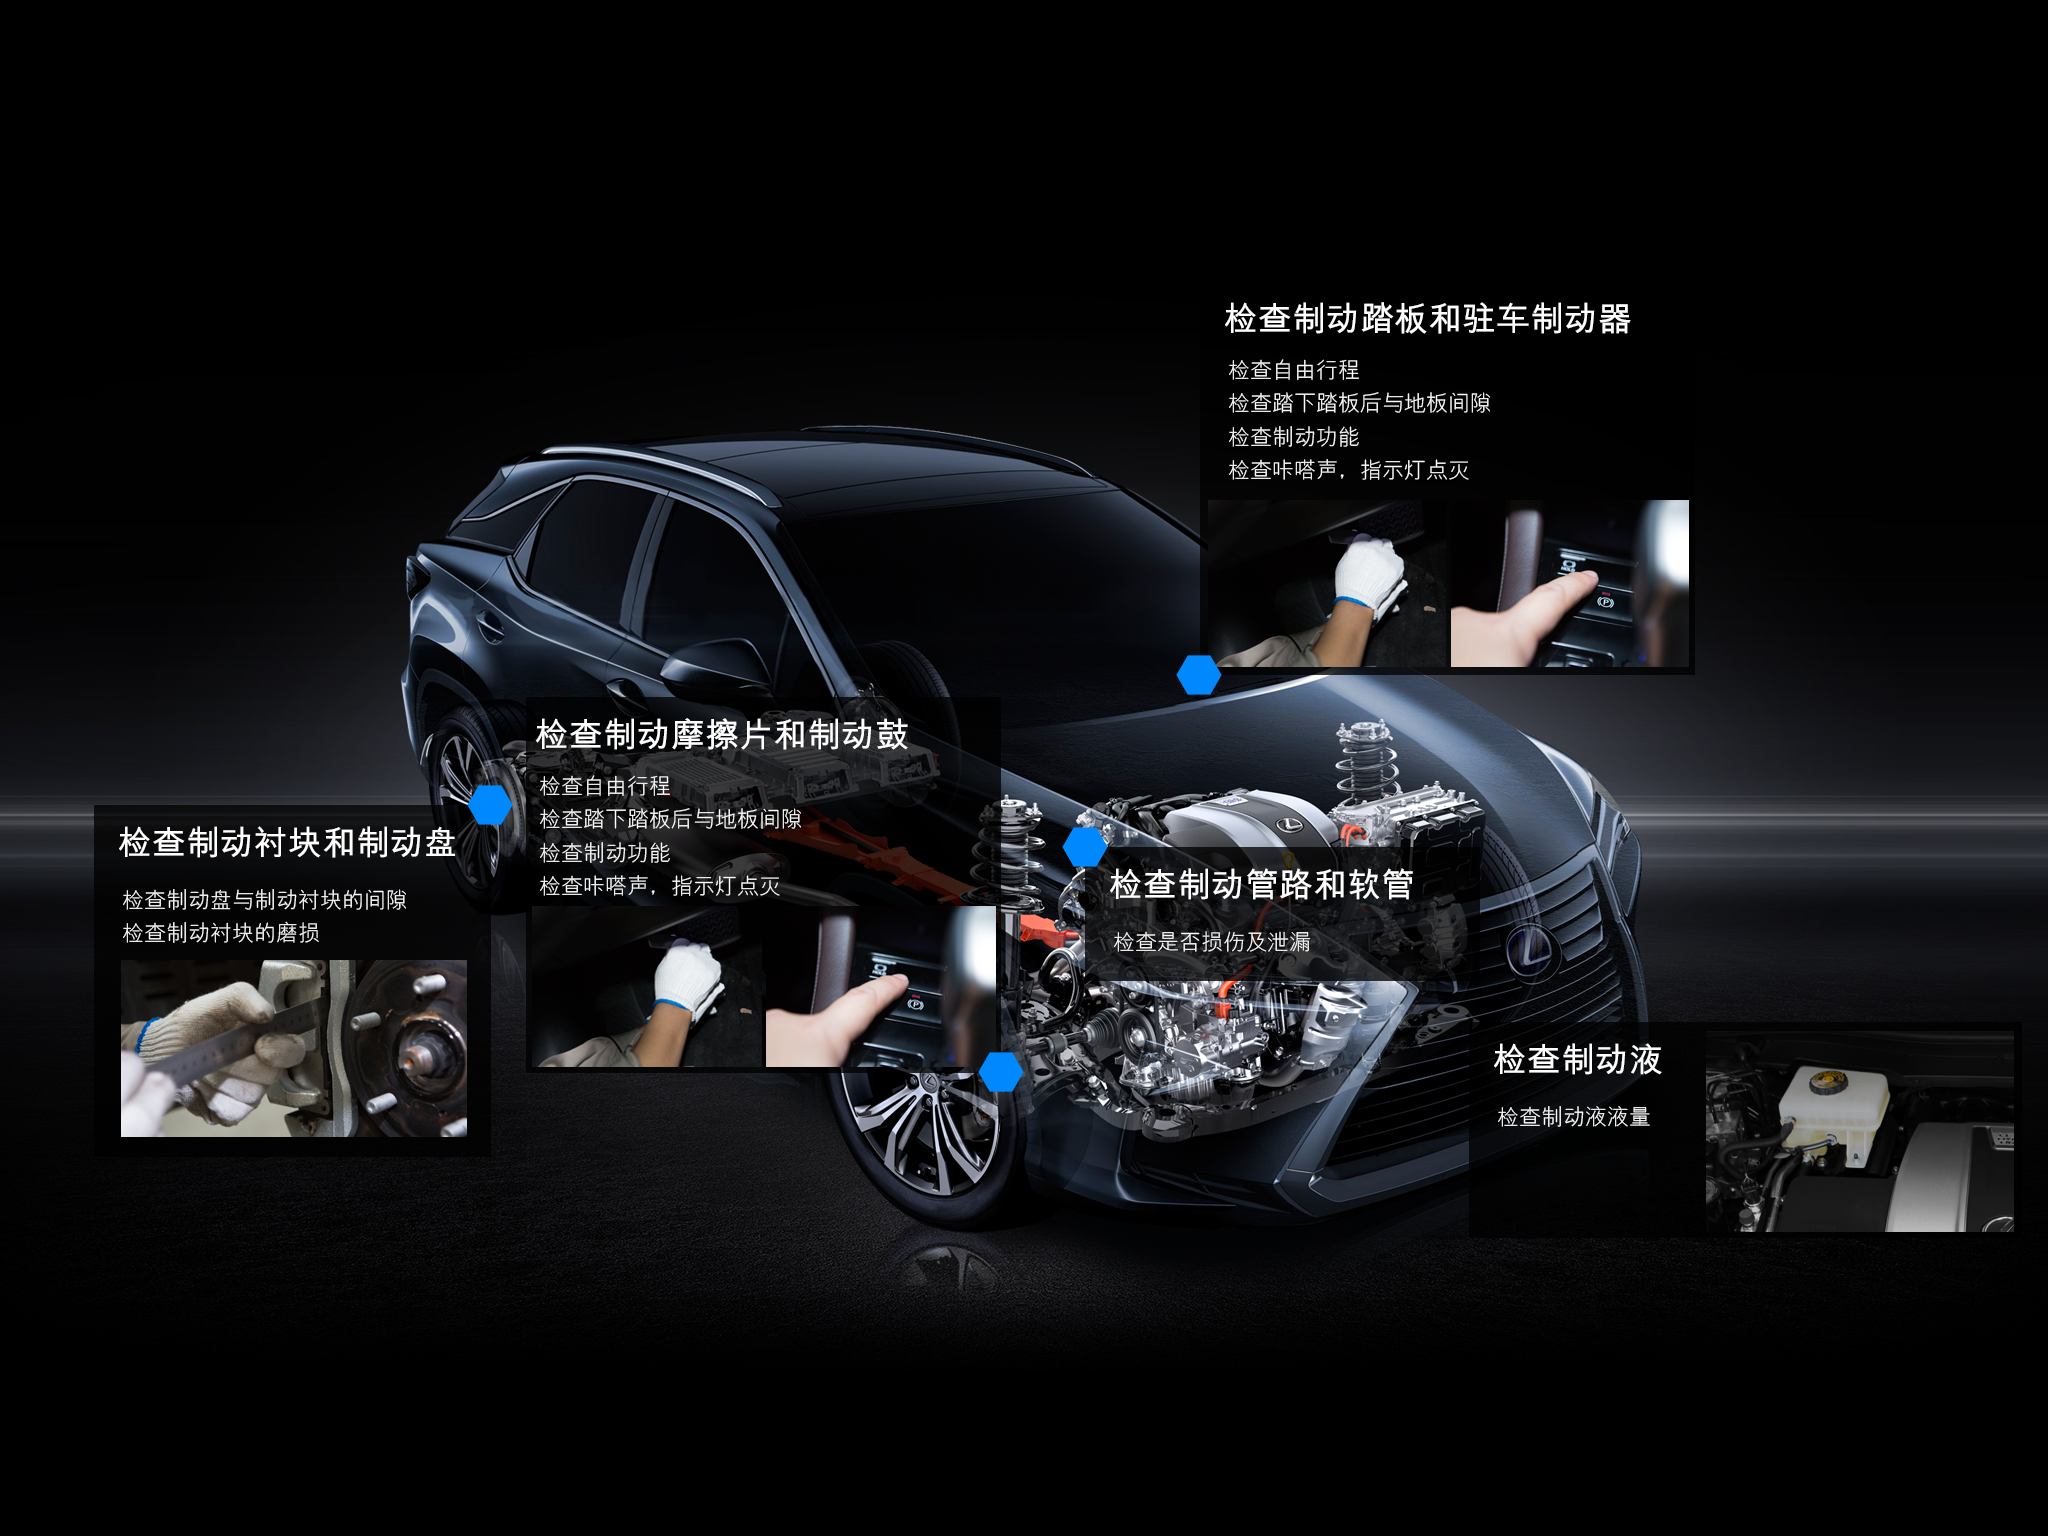 检查制动踏板和驻车制动器
检查自由行程
检查踏下踏板后与地板间隙
检查制动功能
检查咔嗒声，指示灯点灭
检查制动摩擦片和制动鼓
检查自由行程
检查踏下踏板后与地板间隙
检查制动功能
检查咔嗒声，指示灯点灭
检查制动衬块和制动盘
检查制动盘与制动衬块的间隙
检查制动衬块的磨损
检查制动管路和软管
检查是否损伤及泄漏
检查制动液
检查制动液液量